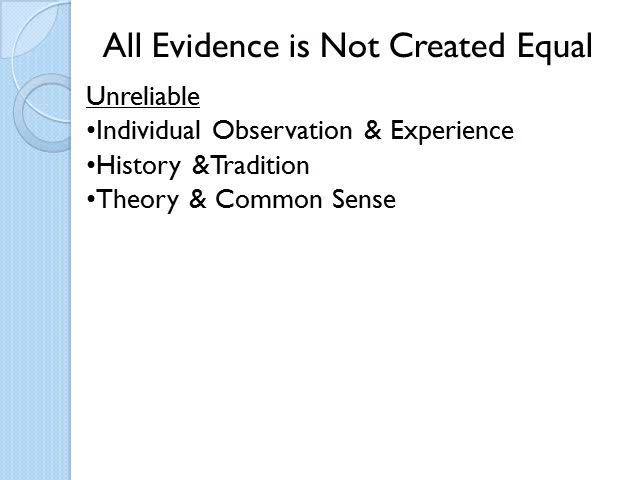 All Evidence is Not Created Equal
Unreliable
•Individual Observation & Experience
•History &Tradition
•Theory & Common Sense